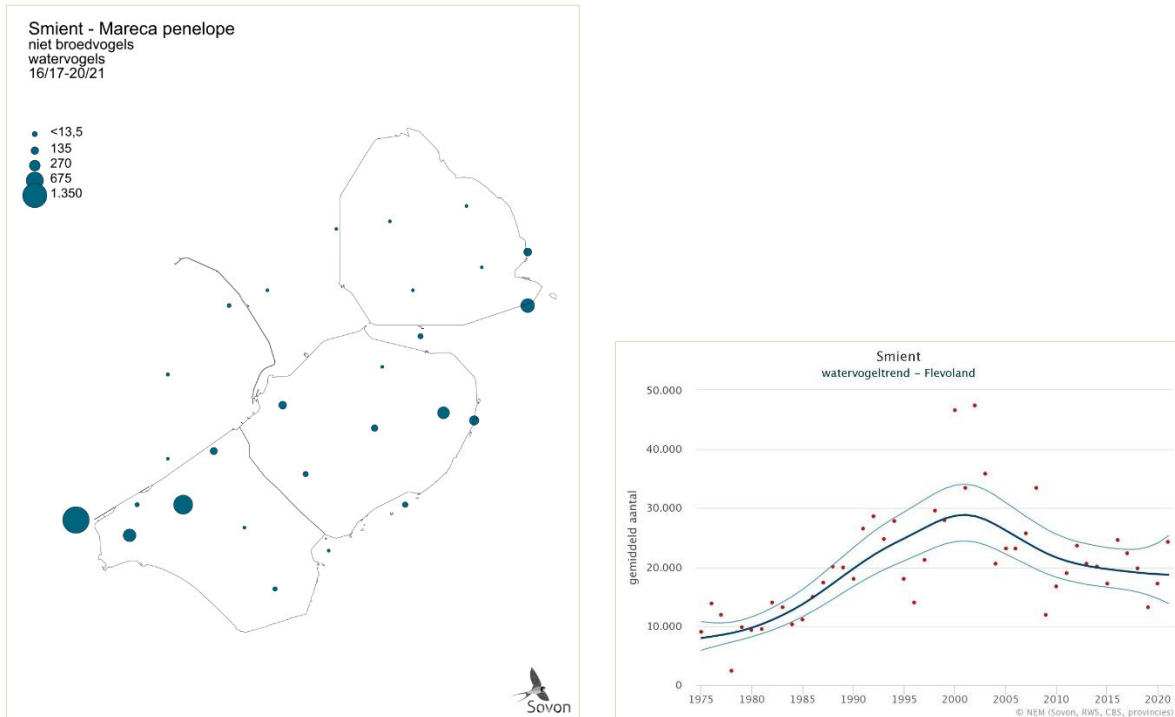 Smient - Mareca penelope
niet broedvogels
watervogels
16/17-20/21
<13,5
135
270
675
1.350
Sovon
Smient
watervogeltrend – Flevoland
gemiddeld aantal
50.000
40.000
30.000
20.000
10.000
0
1975 1980 1985 1990 1995 2000 2005 2010 2015 2020
© NEM (Sovon, RWS, CBS, provincies)